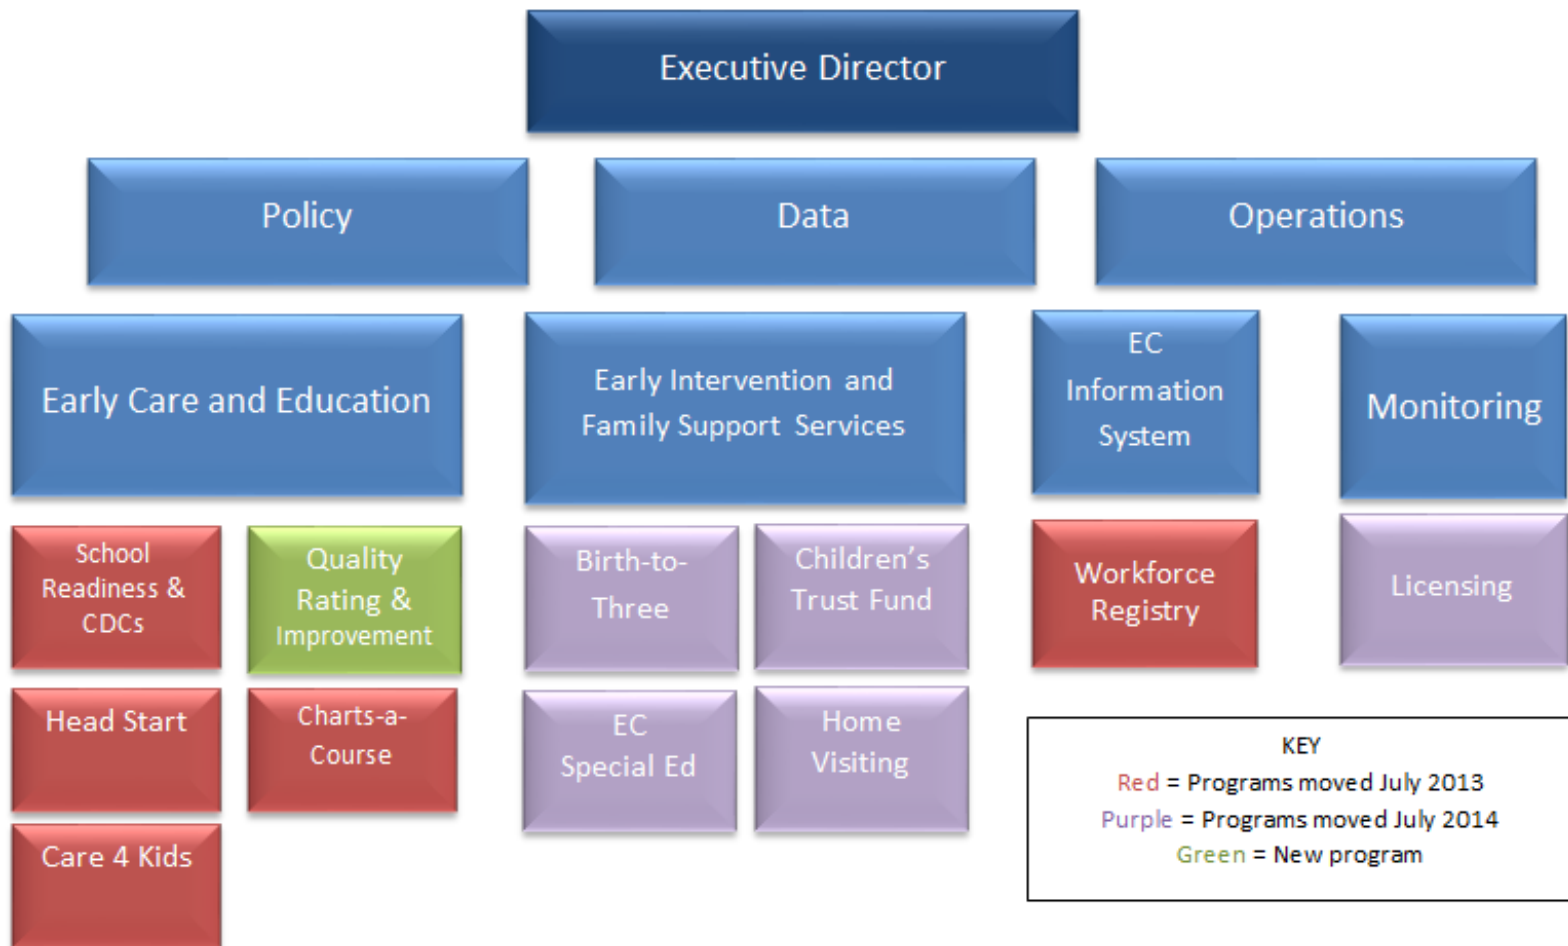 Executive Director
Policy
Data
Operations
Early Care and Education
Early Intervention and
Family Support Services
EC
Information
System
Monitoring
School
Readiness &
CDCs
Quality
Rating &
Improvement
Birth-to-
Three
Children’s
Trust Fund
Workforce
Registry
Licensing
Head Start
Charts-a-
Course
EC
Special Ed
Home
Visiting
Care 4 Kids
KEY
Red = Programs moved July 2013
Purple = Programs moved July 2014
Green = New program